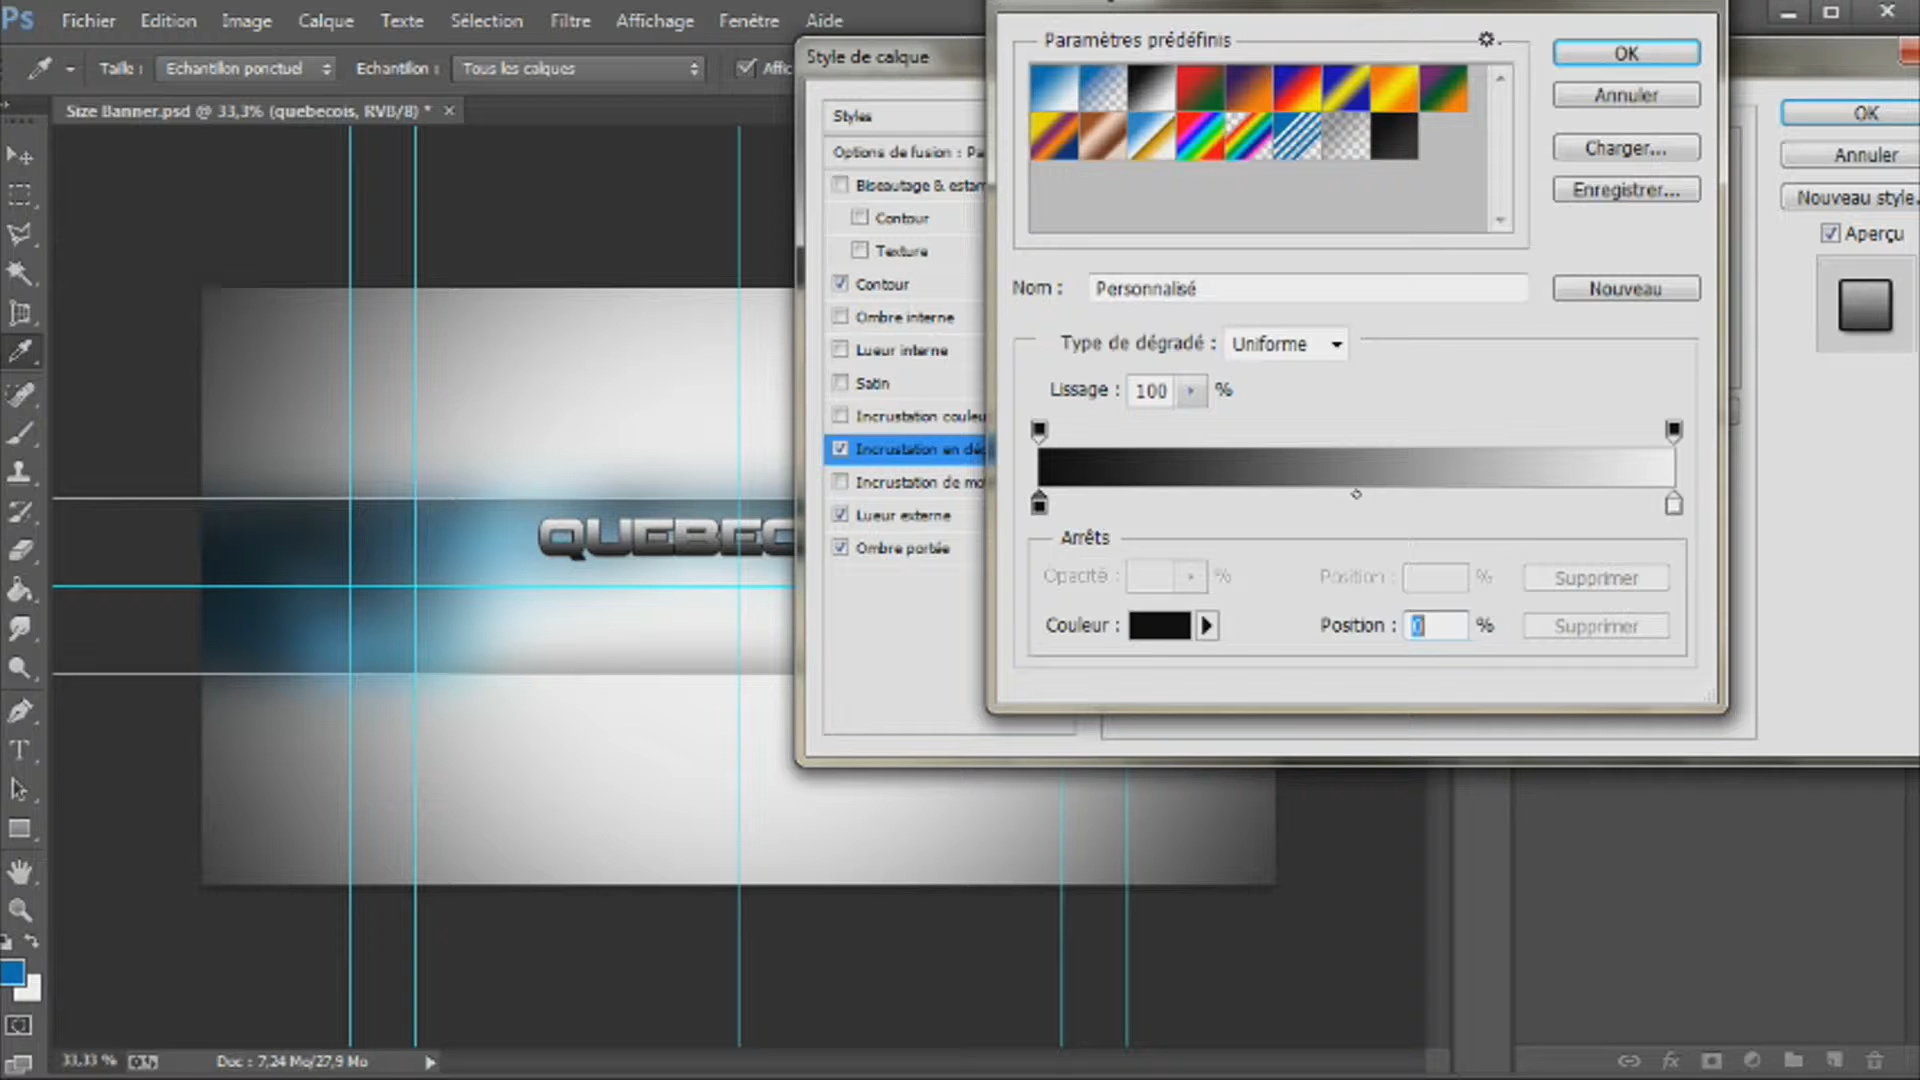 Ps Fichier Edition Image Calque Texte Sélection Filtre Affichage Fenêtre Aide
Taille : Echantillon ponctuel Echantillon : Tous les calques Affic
Size Banner.psd @ 33,3% (quebecois, RVB/8) * ×
QUEBEC
33,33 % Doc : 7,24 Mo/27,9 Mo
Style de calque
Styles
Options de fusion : Pa
Biseautage & estam
Contour
Texture
Contour
Ombre interne
Lueur interne
Satin
Incrustation couleu
Incrustation en dég
Incrustation de mo
Lueur externe
Ombre portée
Paramètres prédéfinis
OK
Annuler
Charger...
Enregistrer...
Nom : Personnalisé
Nouveau
Type de dégradé : Uniforme
Lissage : 100 %
Arrêts
Opacité : % Position : % Supprimer
Couleur : Position : 0 % Supprimer
OK
Annuler
Nouveau style.
Aperçu
fx